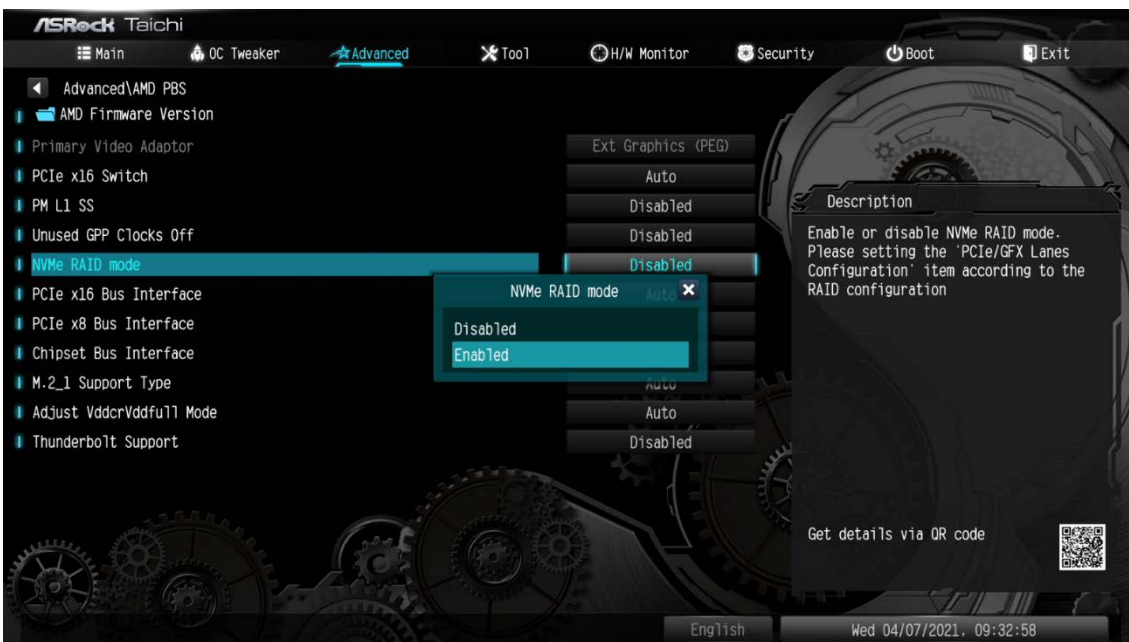 ASRock Taichi
Main OC Tweaker Advanced Tool H/W Monitor Security Boot Exit
Advanced\AMD PBS
AMD Firmware Version
Primary Video Adaptor Ext Graphics (PEG)
PCIe x16 Switch Auto
PM L1 SS Disabled
Unused GPP Clocks Off Disabled
NVMe RAID mode Disabled
PCIe x16 Bus Interface Auto
PCIe x8 Bus Interface
Chipset Bus Interface
M.2_1 Support Type Auto
Adjust VddcrVddfull Mode Auto
Thunderbolt Support Disabled
NVMe RAID mode
Disabled
Enabled
Description
Enable or disable NVMe RAID mode.
Please setting the 'PCIe/GFX Lanes
Configuration' item according to the
RAID configuration
Get details via QR code
English Wed 04/07/2021, 09:32:58